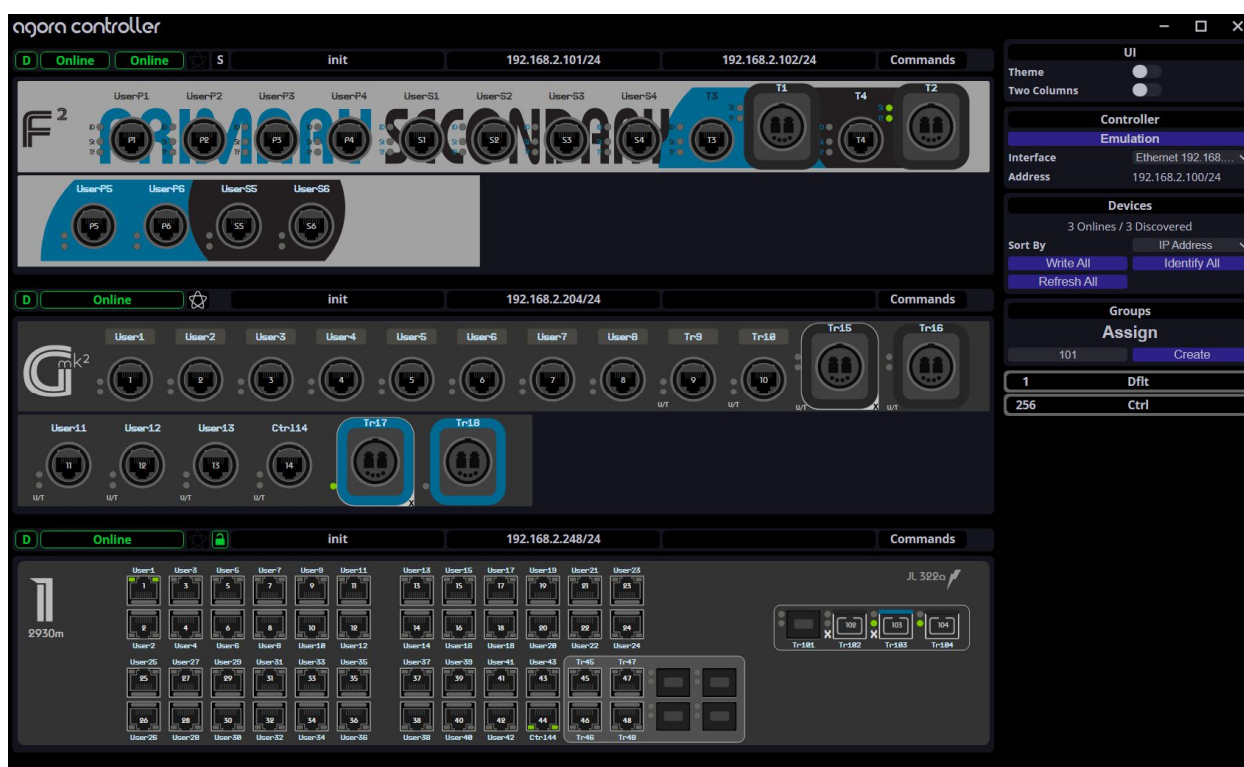 agora controller
D Online Online S init 192.168.2.101/24 192.168.2.102/24 Commands
UserP1 UserP2 UserP3 UserP4 UserS1 UserS2 UserS3 UserS4 T3 T1 T4 T2
F2 PRIMARY SECONDARY
P1 P2 P3 P4 S1 S2 S3 S4 T3 T4
UserP5 UserP6 UserS5 UserS6
P5 P6 S5 S6
D Online init 192.168.2.204/24 Commands
User1 User2 User3 User4 User5 User6 User7 User8 Tr9 Tr10 Tr15 Tr16
G mk2
1 2 3 4 5 6 7 8 9 10
U/T U/T U/T X U/T
User11 User12 User13 Ctrl14 Tr17 Tr18
11 12 13 14
U/T U/T U/T U/T X
D Online init 192.168.2.248/24 Commands
User1 User3 User5 User7 User9 User11 User13 User15 User17 User19 User21 User23
1 3 5 7 9 11 13 15 17 19 21 23
JL 322a
2930m
2 4 6 8 10 12 14 16 18 20 22 24
User2 User4 User6 User8 User10 User12 User14 User16 User18 User20 User22 User24
102 103 104
X X
Tr101 Tr102 Tr103 Tr104
User25 User27 User29 User31 User33 User35 User37 User39 User41 User43 Tr45 Tr47
25 27 29 31 33 35 37 39 41 43 45 47
26 28 30 32 34 36 38 40 42 44 46 48
User26 User28 User30 User32 User34 User36 User38 User40 User42 Ctrl44 Tr46 Tr48
UI
Theme
Two Columns
Controller
Emulation
Interface Ethernet 192.168....
Address 192.168.2.100/24
Devices
3 Onlines / 3 Discovered
Sort By IP Address
Write All Identify All
Refresh All
Groups
Assign
101 Create
1 Dflt
256 Ctrl